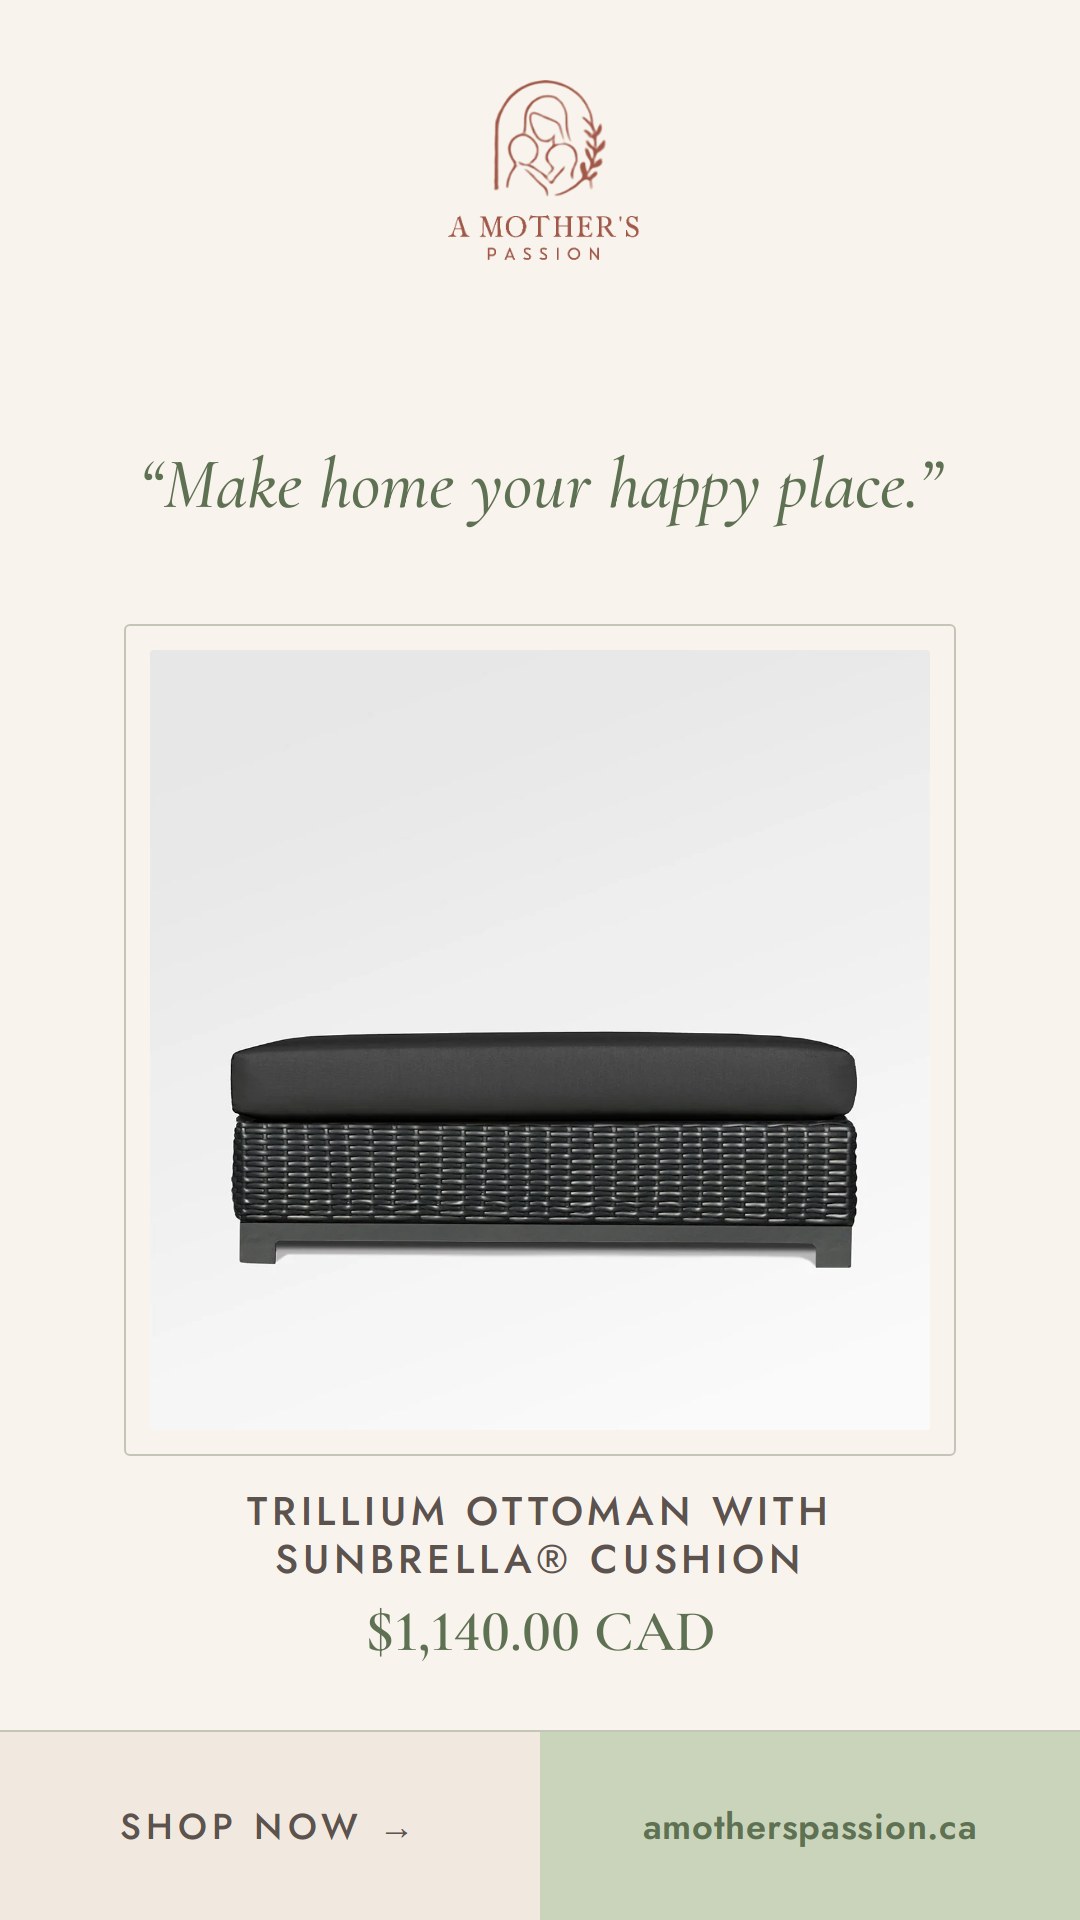 A MOTHER'S
PASSION
“Make home your happy place.”
TRILLIUM OTTOMAN WITH
SUNBRELLA® CUSHION
$1,140.00 CAD
SHOP NOW →
amotherspassion.ca